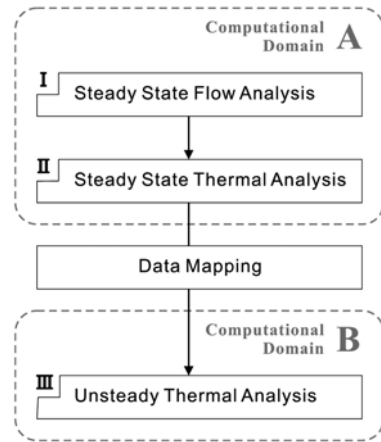 Computational
Domain A
I
Steady State Flow Analysis
II
Steady State Thermal Analysis
Data Mapping
Computational
Domain B
III
Unsteady Thermal Analysis